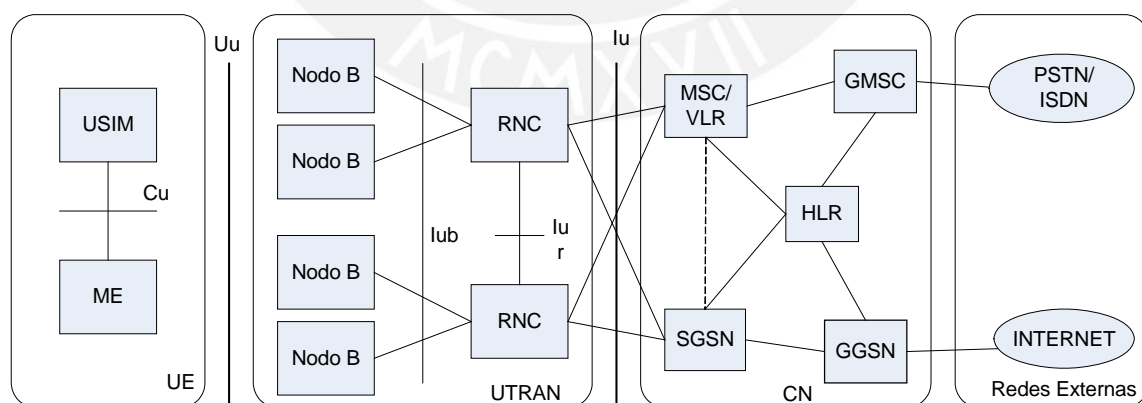 MCMXVII
Uu
Iu
Nodo B
Nodo B
Nodo B
Nodo B
USIM
Cu
ME
UE
RNC
Iub
Iu
r
RNC
UTRAN
MSC/
VLR
GMSC
HLR
SGSN
GGSN
CN
PSTN/
ISDN
INTERNET
Redes Externas